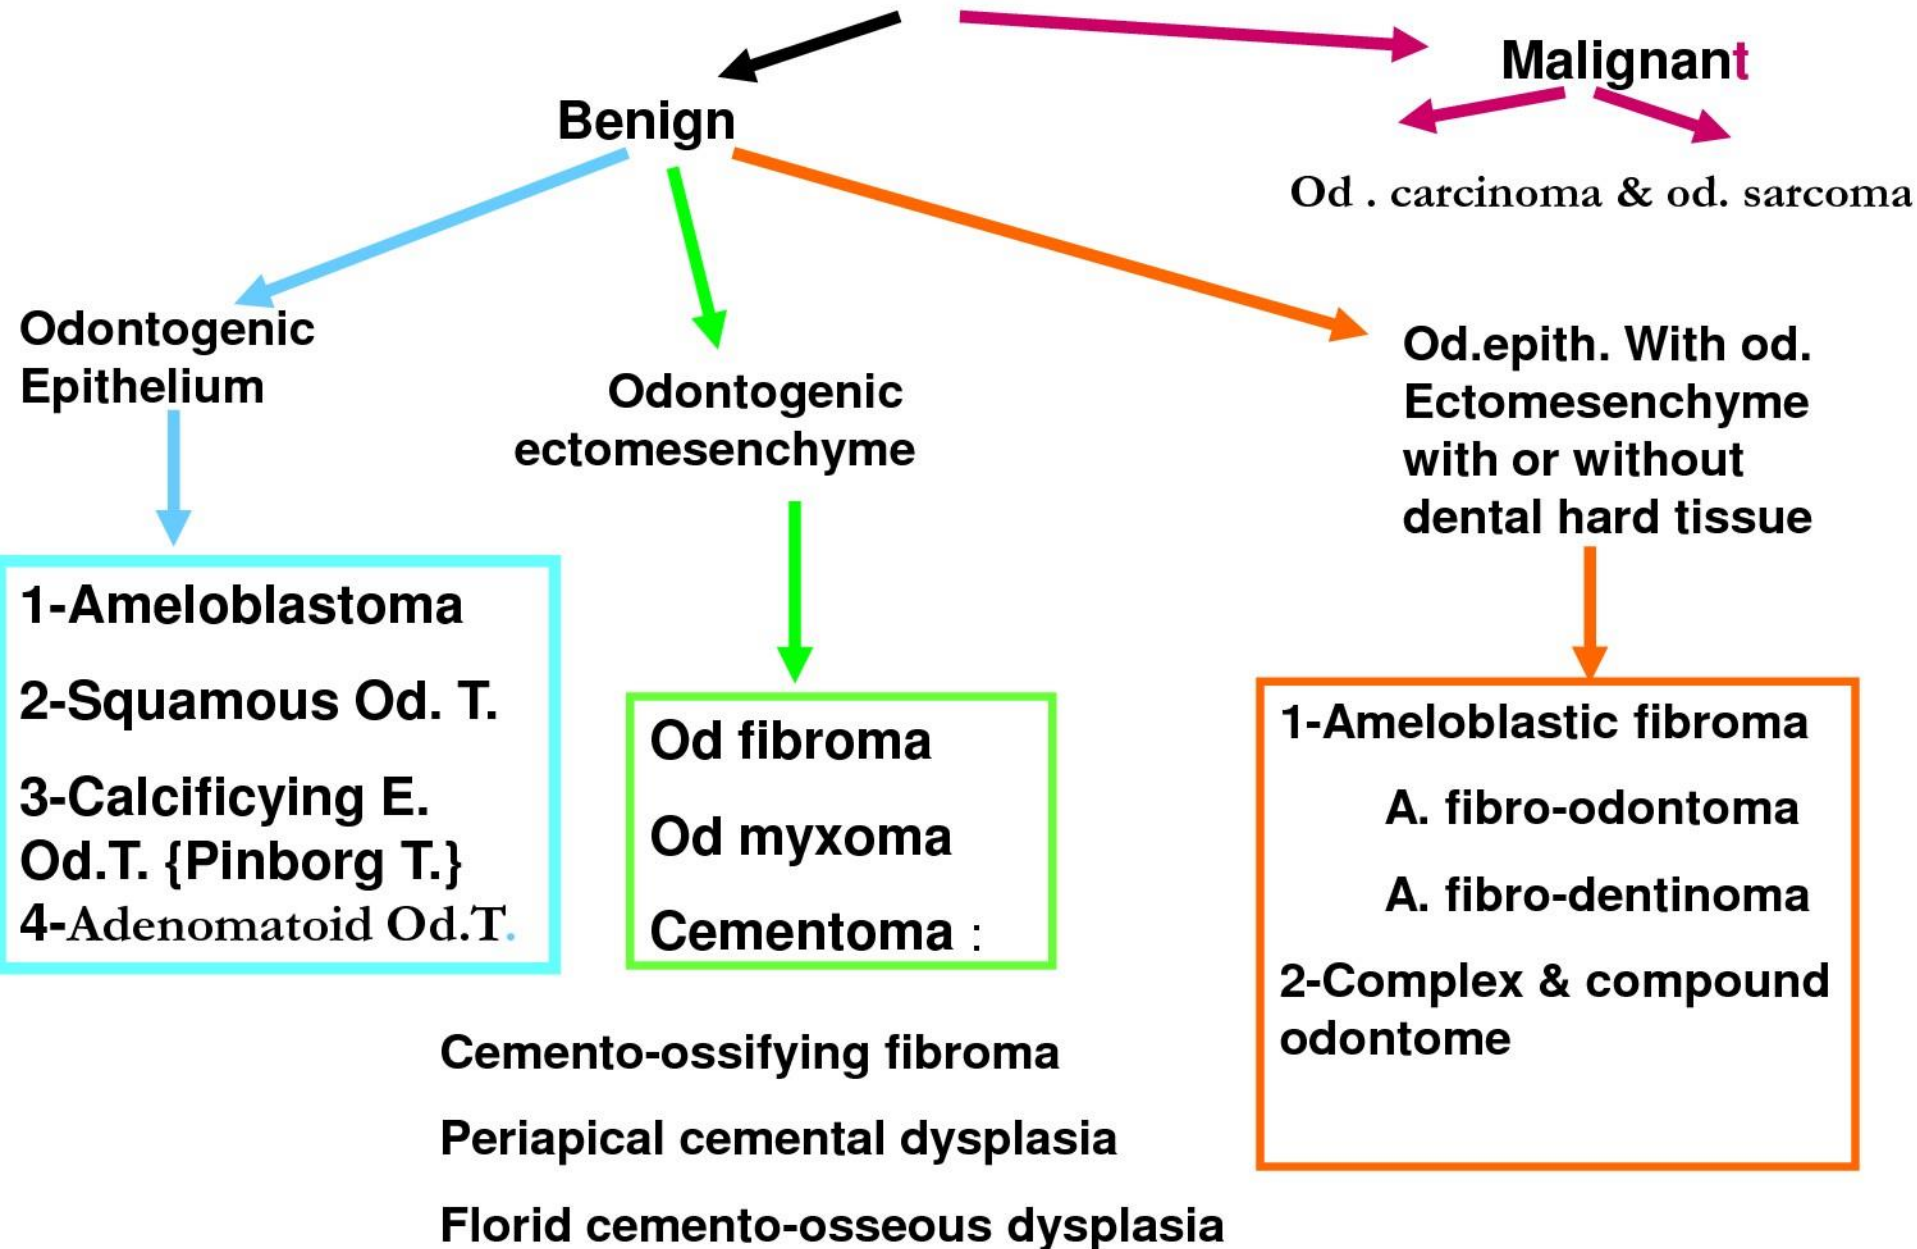 Malignant
Benign
Od . carcinoma & od. sarcoma
Odontogenic
Epithelium
Odontogenic
ectomesenchyme
Od.epith. With od.
Ectomesenchyme
with or without
dental hard tissue
1-Ameloblastoma
2-Squamous Od. T.
3-Calcificying E.
Od.T. {Pinborg T.}
4-Adenomatoid Od.T.
Od fibroma
Od myxoma
Cementoma :
Cemento-ossifying fibroma
Periapical cemental dysplasia
Florid cemento-osseous dysplasia
1-Ameloblastic fibroma
A. fibro-odontoma
A. fibro-dentinoma
2-Complex & compound
odontome